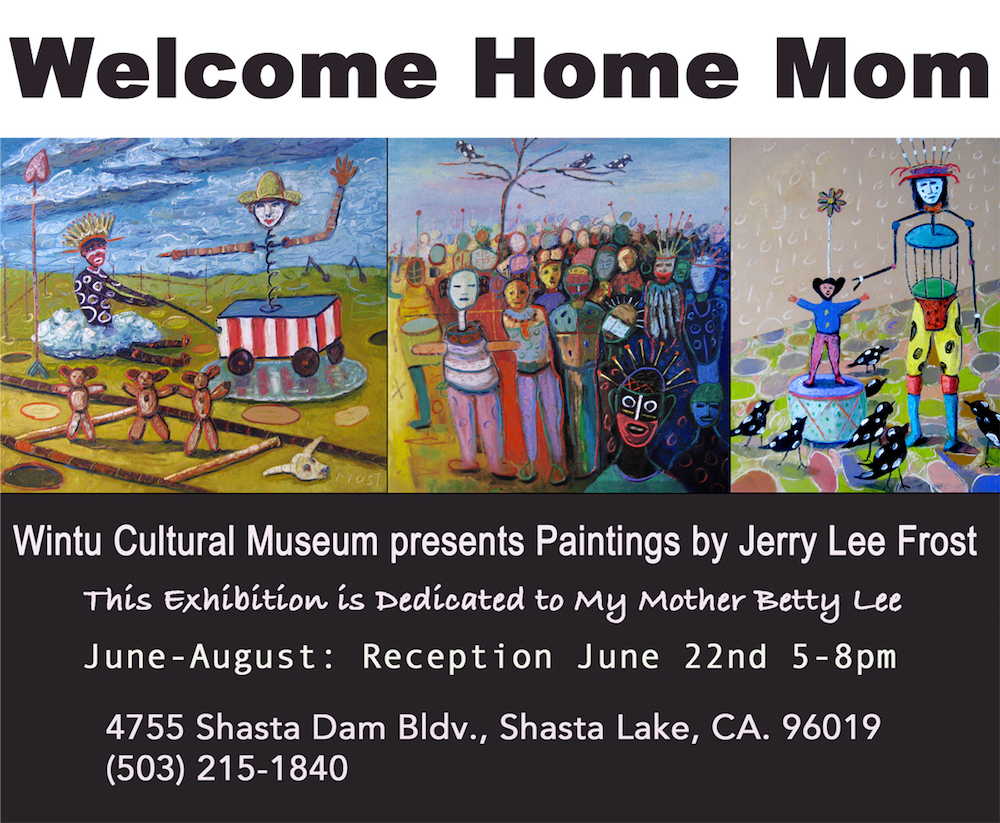 Welcome Home Mom
FROST
Wintu Cultural Museum presents Paintings by Jerry Lee Frost
This Exhibition is Dedicated to My Mother Betty Lee
June-August: Reception June 22nd 5-8pm
4755 Shasta Dam Bldv., Shasta Lake, CA. 96019
(503) 215-1840